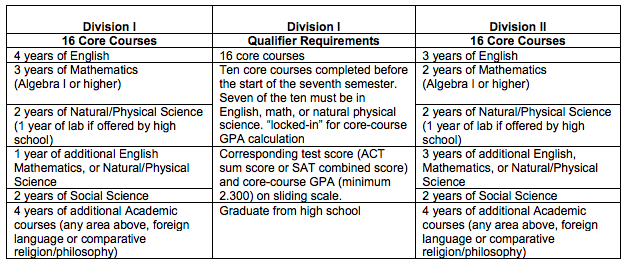 Division I
16 Core Courses
4 years of English
3 years of Mathematics
(Algebra I or higher)
2 years of Natural/Physical Science
(1 year of lab if offered by high
school)
1 year of additional English
Mathematics, or Natural/Physical
Science
2 years of Social Science
4 years of additional Academic
courses (any area above, foreign
language or comparative
religion/philosophy)
Division I
Qualifier Requirements
16 core courses
Ten core courses completed before
the start of the seventh semester.
Seven of the ten must be in
English, math, or natural physical
science. "locked-in" for core-course
GPA calculation
Corresponding test score (ACT
sum score or SAT combined score)
and core-course GPA (minimum
2.300) on sliding scale.
Graduate from high school
Division II
16 Core Courses
3 years of English
2 years of Mathematics
(Algebra I or higher)
2 years of Natural/Physical Science
(1 year of lab if offered by high
school)
3 years of additional English,
Mathematics, or Natural/Physical
Science
2 years of Social Science
4 years of additional Academic
courses (any area above, foreign
language or comparative
religion/philosophy)